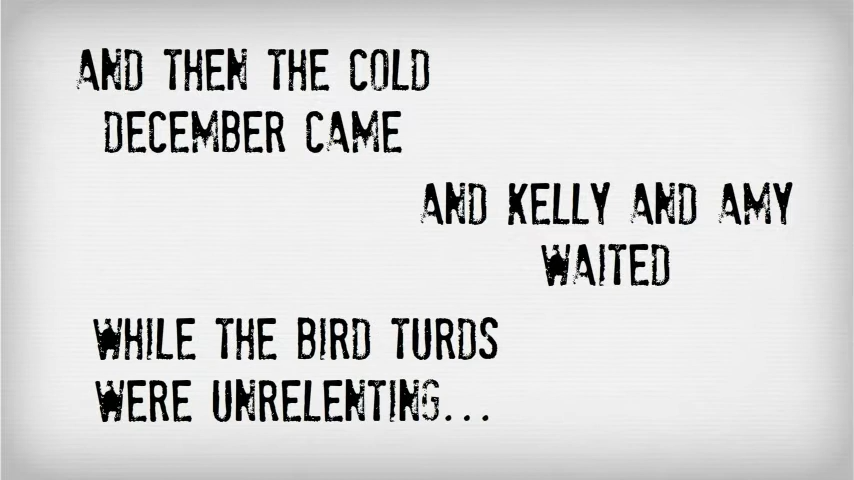 AND THEN THE COLD
DECEMBER CAME
AND KELLY AND AMY
WAITED
WHILE THE BIRD TURDS
WERE UNRELENTING...